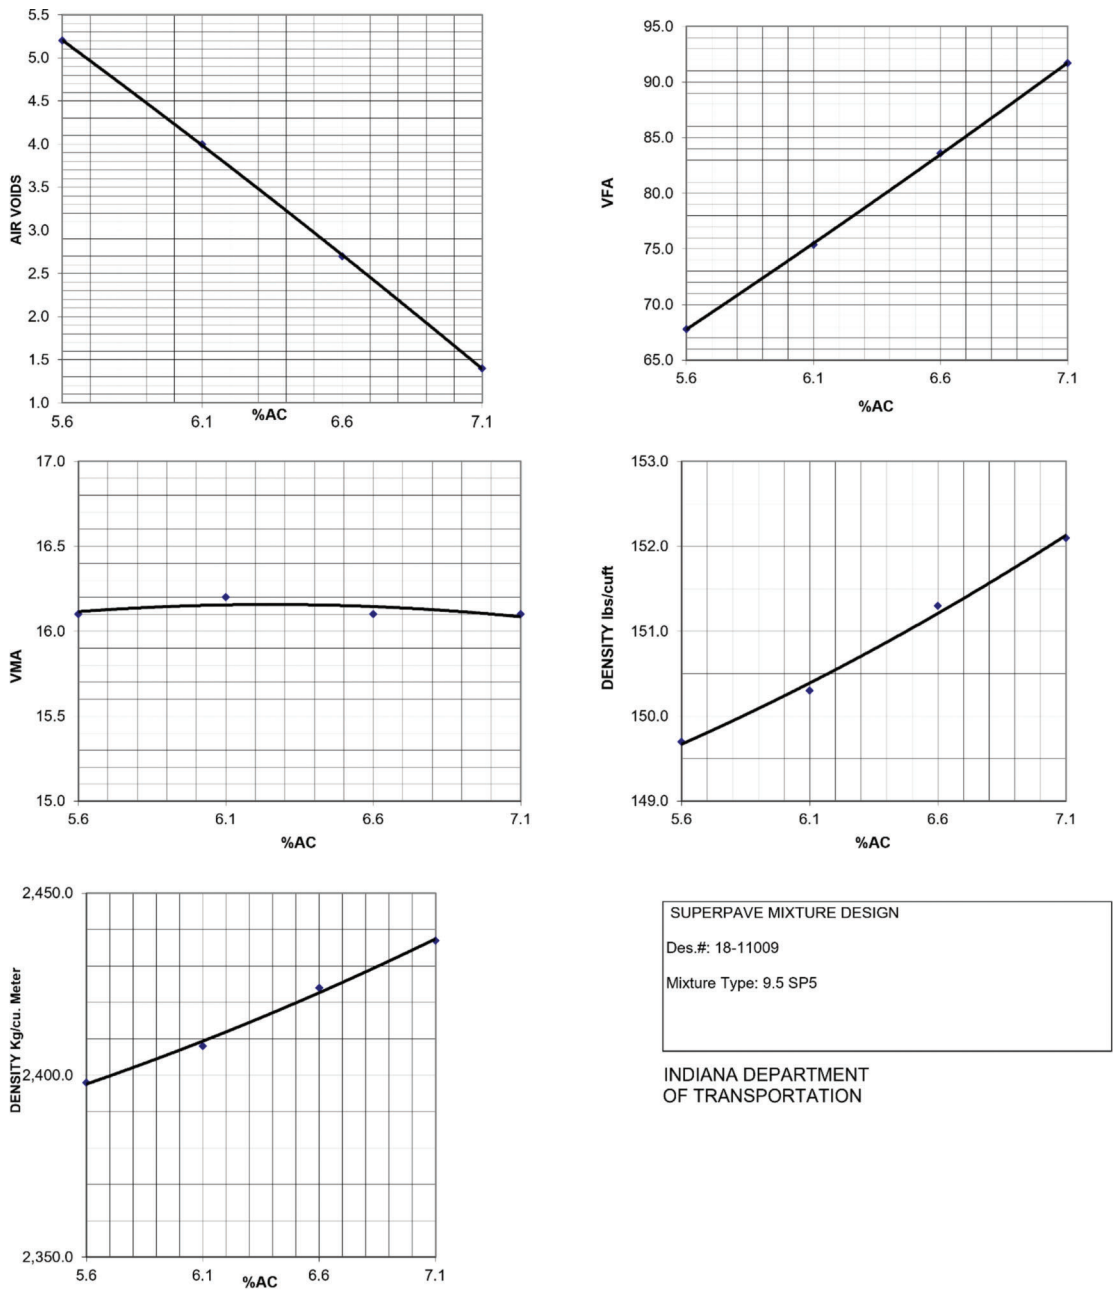 5.5
5.0
4.5
4.0
3.5
3.0
2.5
2.0
1.5
1.0
AIR VOIDS
5.6 6.1 6.6 7.1
%AC
95.0
90.0
85.0
80.0
75.0
70.0
65.0
VFA
5.6 6.1 6.6 7.1
%AC
17.0
16.5
16.0
15.5
15.0
VMA
5.6 6.1 6.6 7.1
%AC
153.0
152.0
151.0
150.0
149.0
DENSITY lbs/cuft
5.6 6.1 6.6 7.1
%AC
2,450.0
2,400.0
2,350.0
DENSITY Kg/cu. Meter
5.6 6.1 6.6 7.1
%AC
SUPERPAVE MIXTURE DESIGN
Des.#: 18-11009
Mixture Type: 9.5 SP5
INDIANA DEPARTMENT
OF TRANSPORTATION